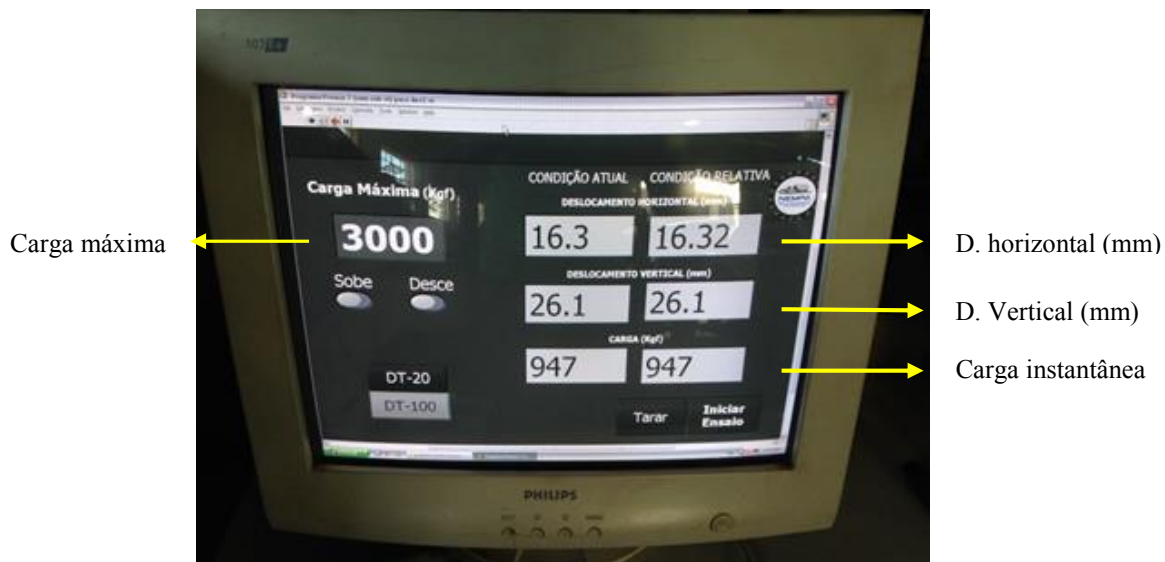 107
Carga Máxima (Kgf)
3000
Sobe Desce
DT-20
DT-100
CONDIÇÃO ATUAL CONDIÇÃO RELATIVA
DESLOCAMENTO HORIZONTAL (mm)
16.3 16.32
DESLOCAMENTO VERTICAL (mm)
26.1 26.1
CARGA (Kgf)
947 947
Tarar Iniciar
Ensaio
NEMPA
PHILIPS
Carga máxima
D. horizontal (mm)
D. Vertical (mm)
Carga instantânea